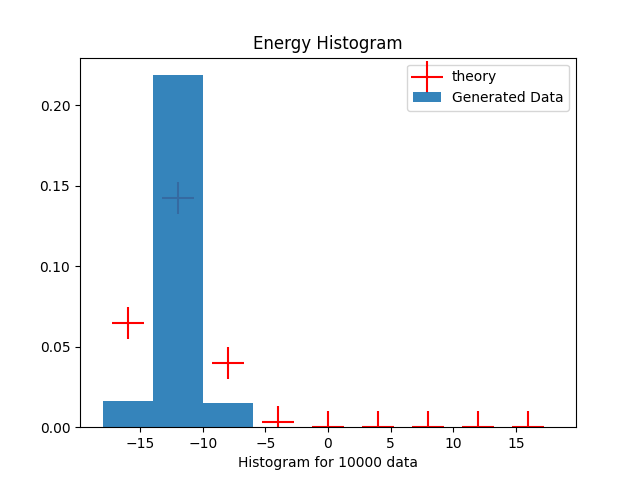 Energy Histogram
theory
Generated Data
0.20
0.15
0.10
0.05
0.00
−15 −10 −5 0 5 10 15
Histogram for 10000 data